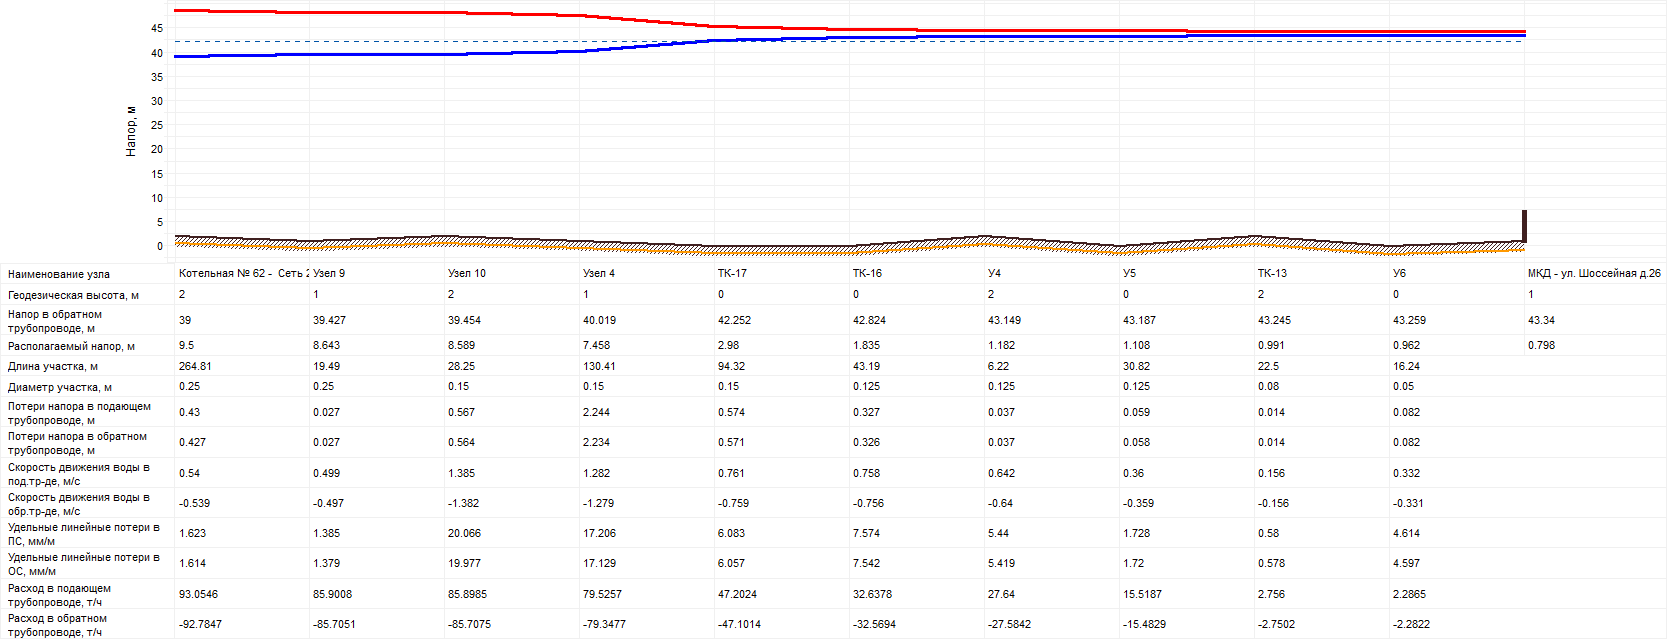 45
40
35
30
25
20
15
10
5
0
Напор, м
Наименование узла Котельная № 62 - Сеть 2 Узел 9 Узел 10 Узел 4 ТК-17 ТК-16 У4 У5 ТК-13 У6 МКД - ул. Шоссейная д.26
Геодезическая высота, м 2 1 2 1 0 0 2 0 2 0 1
Напор в обратном
трубопроводе, м 39 39.427 39.454 40.019 42.252 42.824 43.149 43.187 43.245 43.259 43.34
Располагаемый напор, м 9.5 8.643 8.589 7.458 2.98 1.835 1.182 1.108 0.991 0.962 0.798
Длина участка, м 264.81 19.49 28.25 130.41 94.32 43.19 6.22 30.82 22.5 16.24
Диаметр участка, м 0.25 0.25 0.15 0.15 0.15 0.125 0.125 0.125 0.08 0.05
Потери напора в подающем
трубопроводе, м 0.43 0.027 0.567 2.244 0.574 0.327 0.037 0.059 0.014 0.082
Потери напора в обратном
трубопроводе, м 0.427 0.027 0.564 2.234 0.571 0.326 0.037 0.058 0.014 0.082
Скорость движения воды в
под.тр-де, м/с 0.54 0.499 1.385 1.282 0.761 0.758 0.642 0.36 0.156 0.332
Скорость движения воды в
обр.тр-де, м/с -0.539 -0.497 -1.382 -1.279 -0.759 -0.756 -0.64 -0.359 -0.156 -0.331
Удельные линейные потери в
ПС, мм/м 1.623 1.385 20.066 17.206 6.083 7.574 5.44 1.728 0.58 4.614
Удельные линейные потери в
ОС, мм/м 1.614 1.379 19.977 17.129 6.057 7.542 5.419 1.72 0.578 4.597
Расход в подающем
трубопроводе, т/ч 93.0546 85.9008 85.8985 79.5257 47.2024 32.6378 27.64 15.5187 2.756 2.2865
Расход в обратном
трубопроводе, т/ч -92.7847 -85.7051 -85.7075 -79.3477 -47.1014 -32.5694 -27.5842 -15.4829 -2.7502 -2.2822